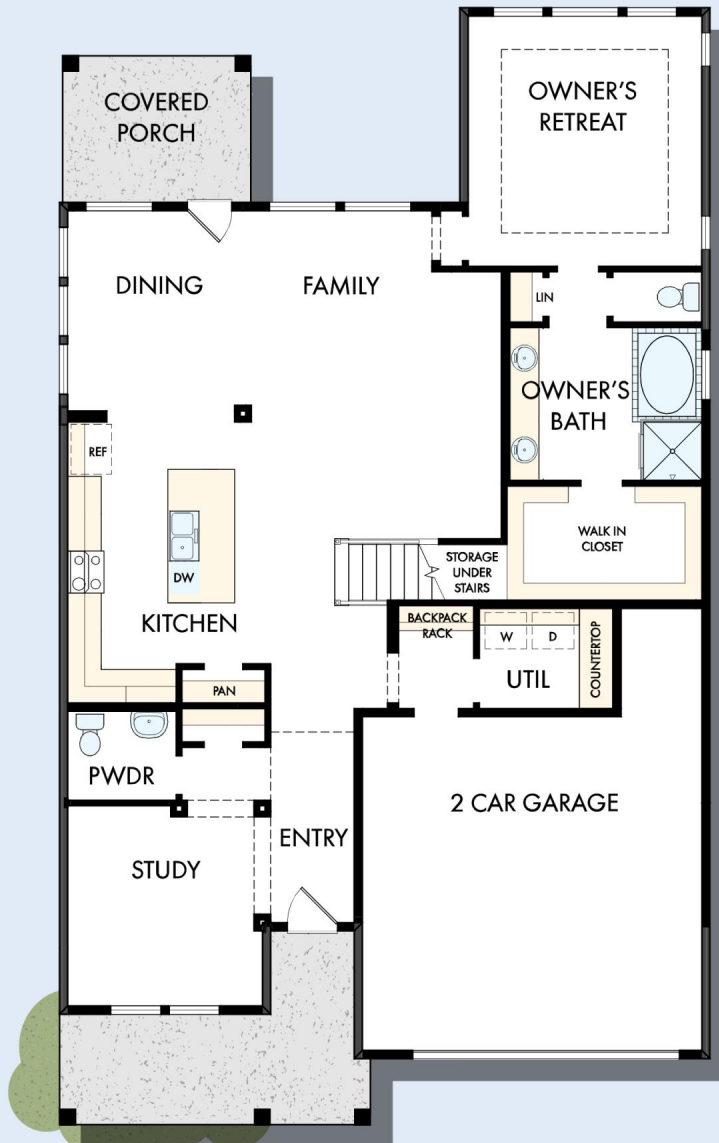 COVERED
PORCH
OWNER'S
RETREAT
DINING
FAMILY
LIN
OWNER'S
BATH
REF
WALK IN
CLOSET
STORAGE
UNDER
STAIRS
DW
KITCHEN
BACKPACK
RACK
W
D
COUNTERTOP
UTIL
PAN
PWDR
2 CAR GARAGE
ENTRY
STUDY